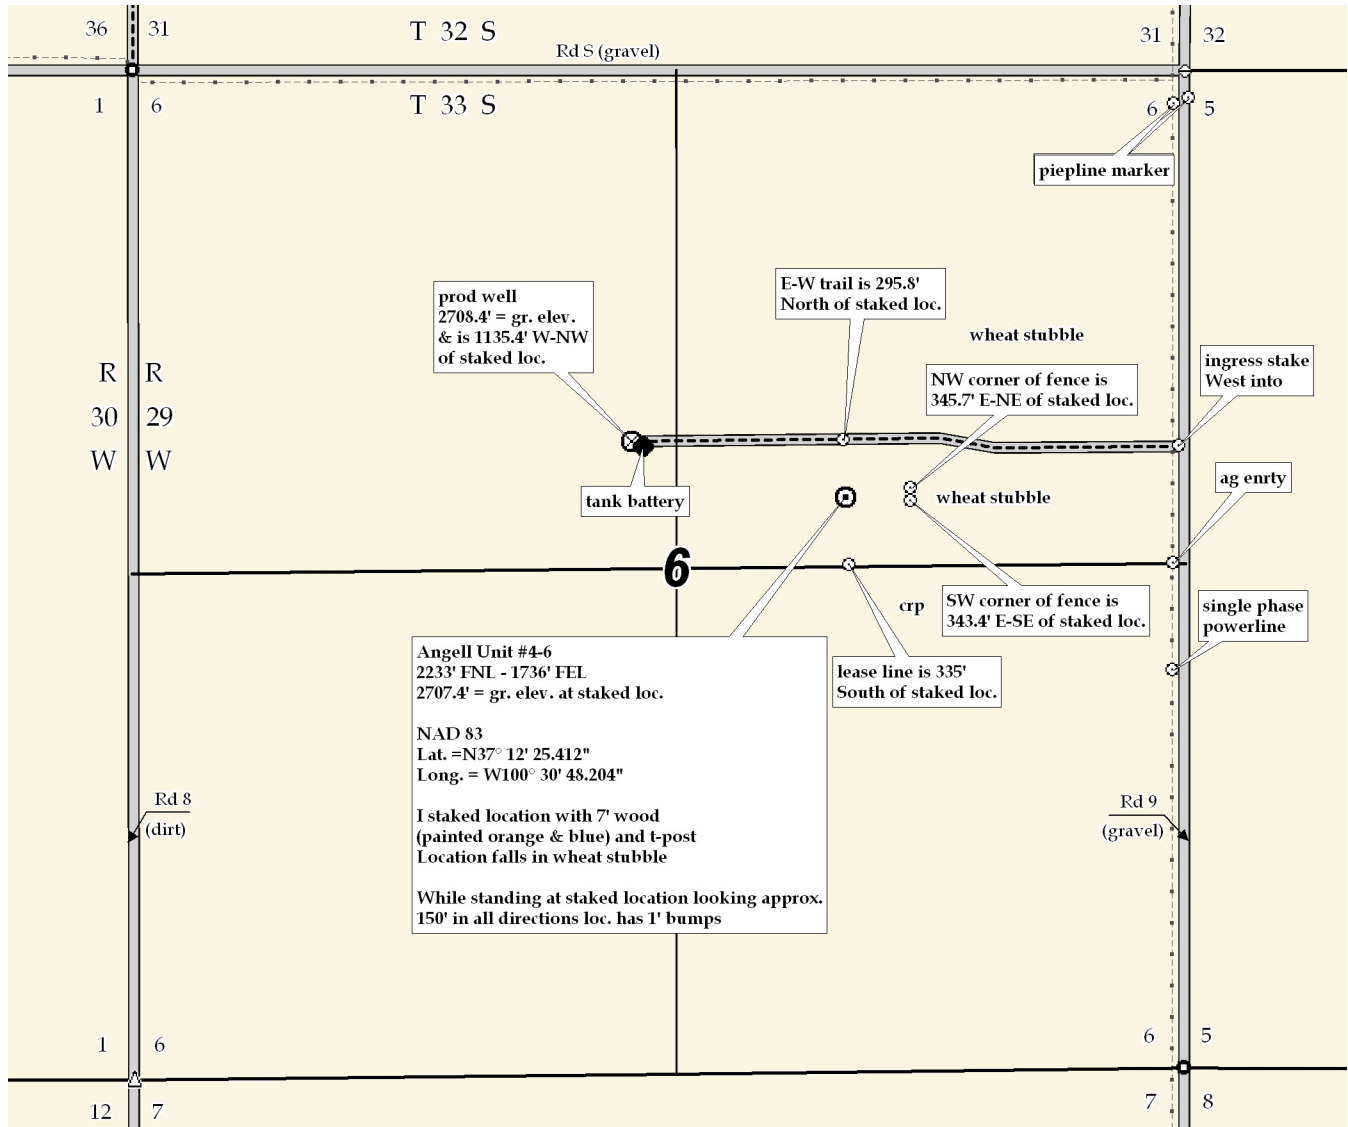 36 31 T 32 S 31 32
Rd S (gravel)
1 6 T 33 S 6 5
piepline marker
E-W trail is 295.8'
North of staked loc.
prod well
2708.4' = gr. elev.
& is 1135.4' W-NW
of staked loc.
wheat stubble
ingress stake
West into
NW corner of fence is
345.7' E-NE of staked loc.
R R
30 29
W W
ag enrty
tank battery
wheat stubble
6
SW corner of fence is
343.4' E-SE of staked loc.
crp
single phase
powerline
lease line is 335'
South of staked loc.
Angell Unit #4-6
2233' FNL - 1736' FEL
2707.4' = gr. elev. at staked loc.
NAD 83
Lat. =N37° 12' 25.412"
Long. = W100° 30' 48.204"
I staked location with 7' wood
(painted orange & blue) and t-post
Location falls in wheat stubble
While standing at staked location looking approx.
150' in all directions loc. has 1' bumps
Rd 8
(dirt)
Rd 9
(gravel)
1 6 6 5
12 7 7 8